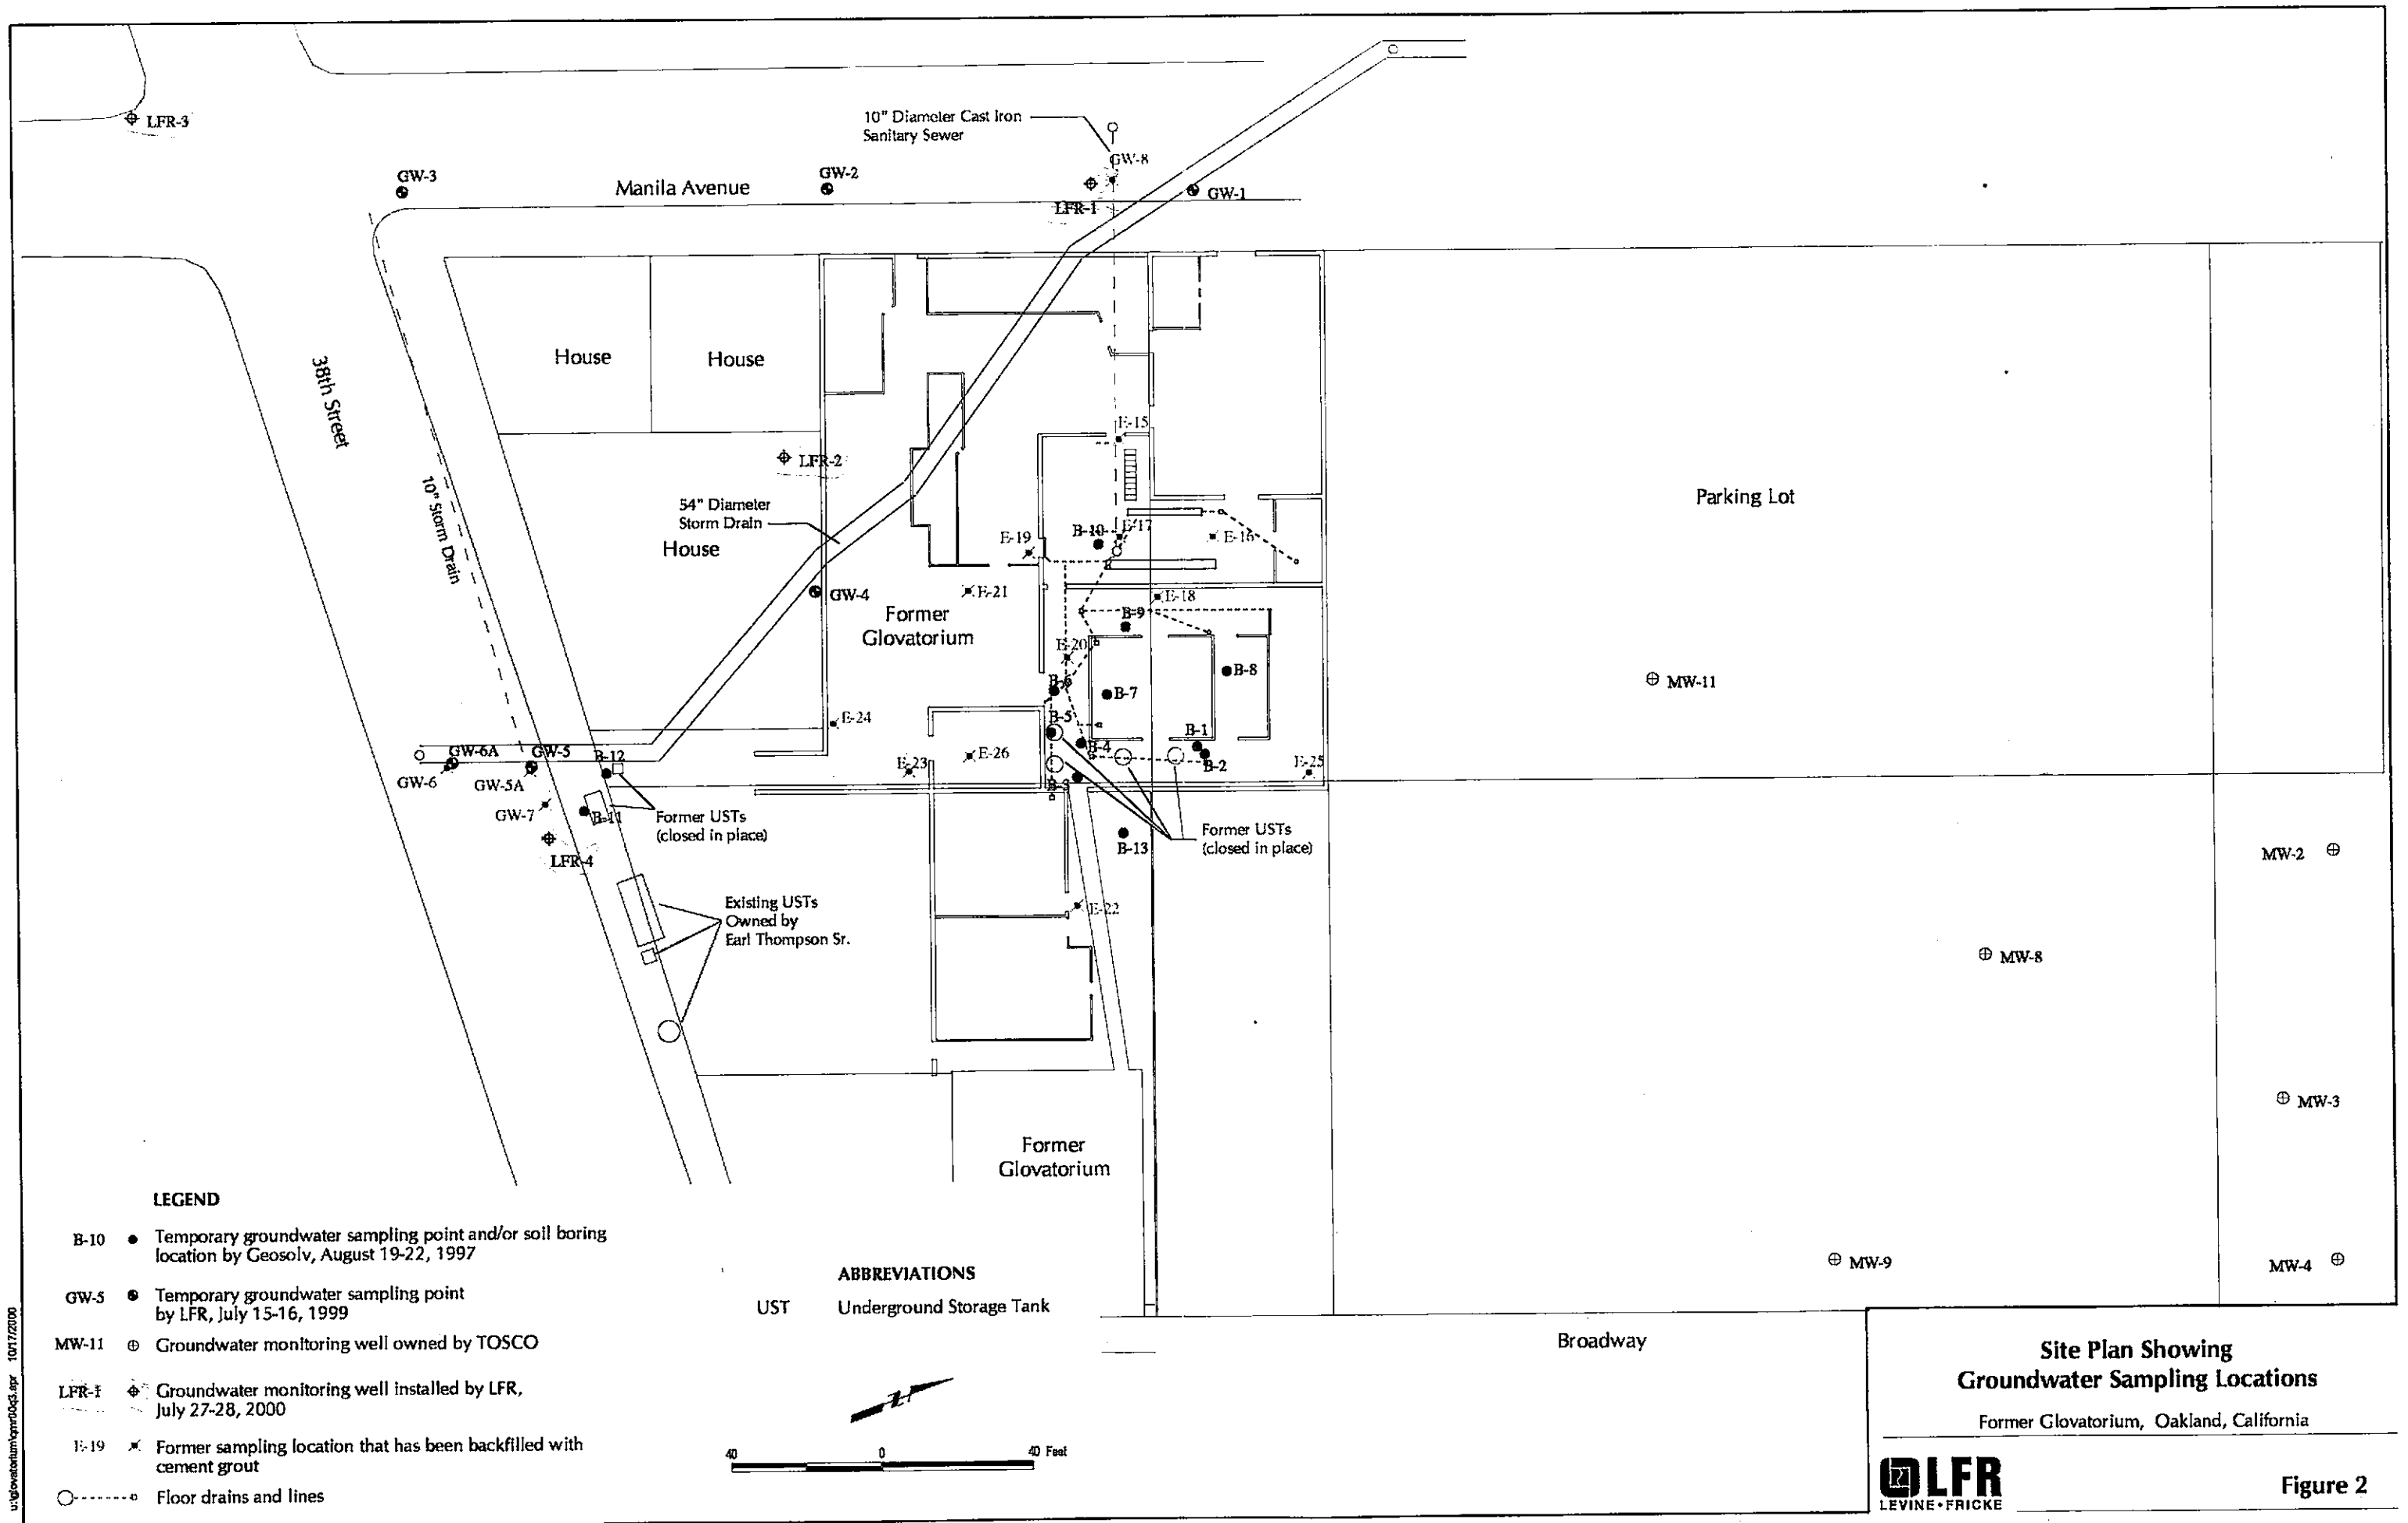 10" Diameter Cast Iron
Sanitary Sewer
LFR-3
GW-8
GW-3
GW-2
Manila Avenue
GW-1
LFR-1
House
House
38th Street
E-15
LFR-2
10" Storm Drain
54" Diameter
Storm Drain
House
Parking Lot
E-19
B-10
E-17
E-16
GW-4
E-21
E-18
Former
Glovatorium
B-9
E-20
B-8
B-6
B-7
MW-11
E-24
B-5
B-1
GW-6A
GW-5
B-12
E-26
B-4
B-2
E-23
E-25
GW-6
GW-5A
B-3
GW-7
B-11
Former USTs
(closed in place)
Former USTs
(closed in place)
B-13
LFR-4
MW-2
Existing USTs
Owned by
Earl Thompson Sr.
E-22
MW-8
MW-3
Former
Glovatorium
MW-9
MW-4
LEGEND
B-10 Temporary groundwater sampling point and/or soil boring
location by Geosolv, August 19-22, 1997
GW-5 Temporary groundwater sampling point
by LFR, July 15-16, 1999
MW-11 Groundwater monitoring well owned by TOSCO
LFR-1 Groundwater monitoring well installed by LFR,
July 27-28, 2000
E-19 Former sampling location that has been backfilled with
cement grout
Floor drains and lines
ABBREVIATIONS
UST Underground Storage Tank
N
40 0 40 Feet
Broadway
Site Plan Showing
Groundwater Sampling Locations
Former Glovatorium, Oakland, California
LFR
LEVINE•FRICKE
Figure 2
10/17/2000